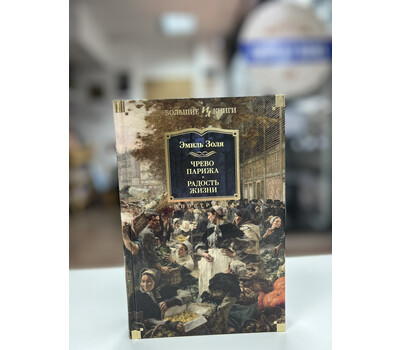 БОЛЬШИЕ КНИГИ
Эмиль Золя
ЧРЕВО
ПАРИЖА
РАДОСТЬ
ЖИЗНИ